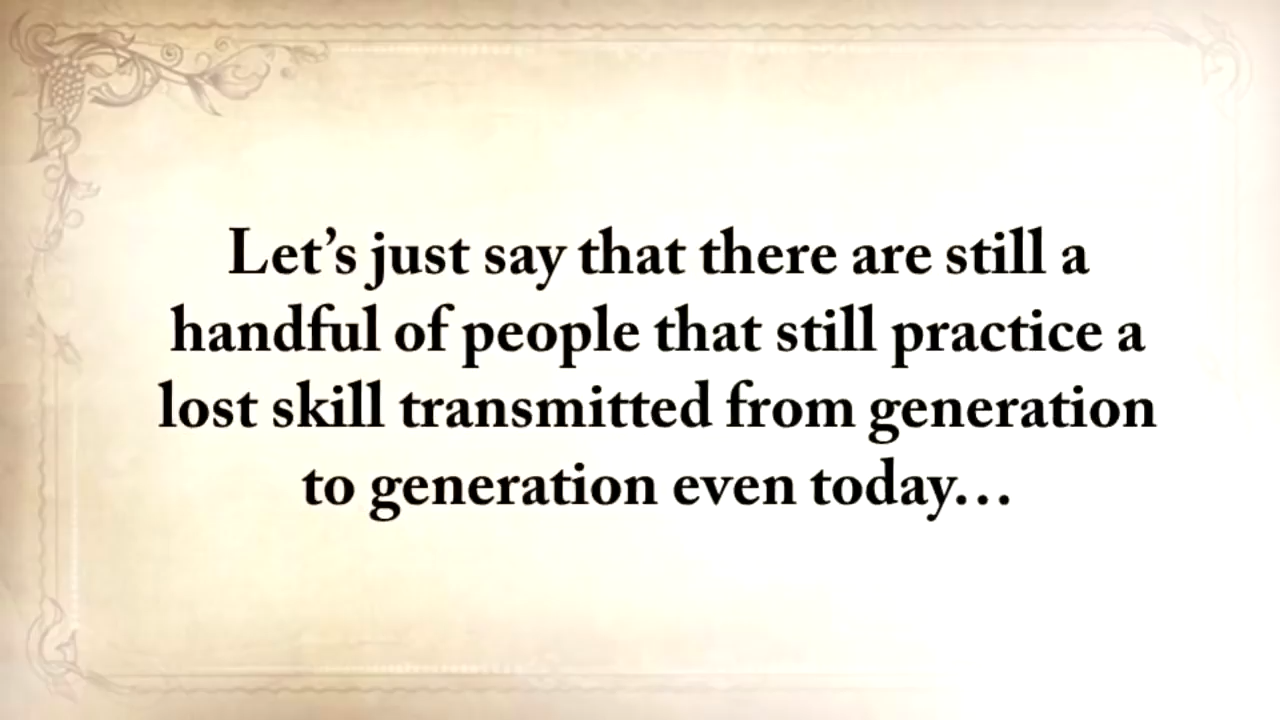 Let’s just say that there are still a
handful of people that still practice a
lost skill transmitted from generation
to generation even today…